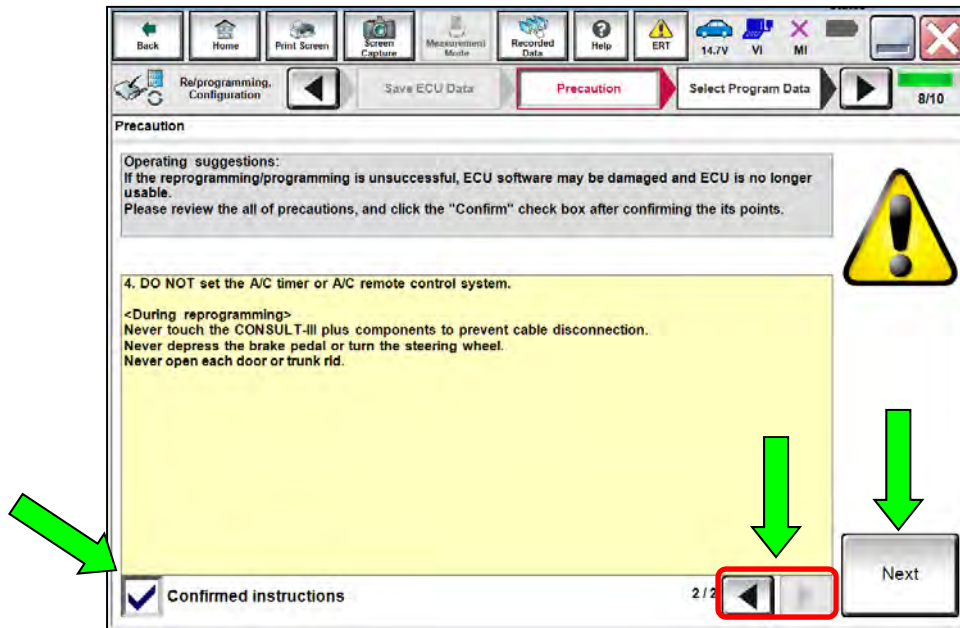 Back
Home
Print Screen
Screen
Capture
Measurement
Mode
Recorded
Data
Help
ERT
14.7V
VI
MI
Re/programming,
Configuration
Save ECU Data
Precaution
Select Program Data
8/10
Precaution
Operating suggestions:
If the reprogramming/programming is unsuccessful, ECU software may be damaged and ECU is no longer
usable.
Please review the all of precautions, and click the "Confirm" check box after confirming the its points.
4. DO NOT set the A/C timer or A/C remote control system.
<During reprogramming>
Never touch the CONSULT-III plus components to prevent cable disconnection.
Never depress the brake pedal or turn the steering wheel.
Never open each door or trunk rid.
Confirmed instructions
2/2
Next